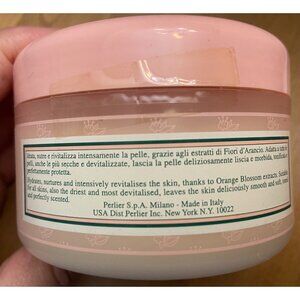 nutre e rivitalizza intensamente la pelle, grazie agli estratti di Fiori d'Arancio. Adatta a tutte le
pelli, anche le più secche e devitalizzate, lascia la pelle deliziosamente liscia e morbida,
perfettamente protetta.
Hydrates, nurtures and intensively revitalises the skin, thanks to Orange Blossom extracts. Suitable
for all skins, also the driest and most devitalised, leaves the skin deliciously smooth and soft,
and perfectly scented.
Perlier S.p.A. Milano - Made in Italy
USA Dist Perlier Inc. New York N.Y. 10022